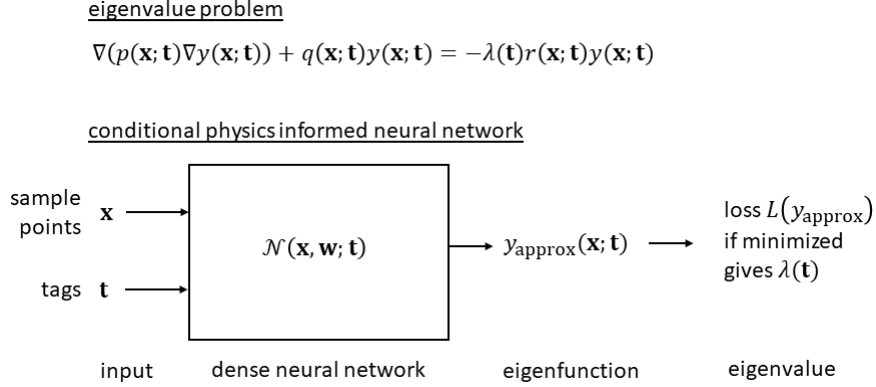 eigenvalue problem
∇(p(x; t)∇y(x; t)) + q(x; t)y(x; t) = −λ(t)r(x; t)y(x; t)
conditional physics informed neural network
sample
points
x
tags t
𝒩(x, w; t)
y_approx(x; t)
loss L(y_approx)
if minimized
gives λ(t)
input
dense neural network
eigenfunction
eigenvalue